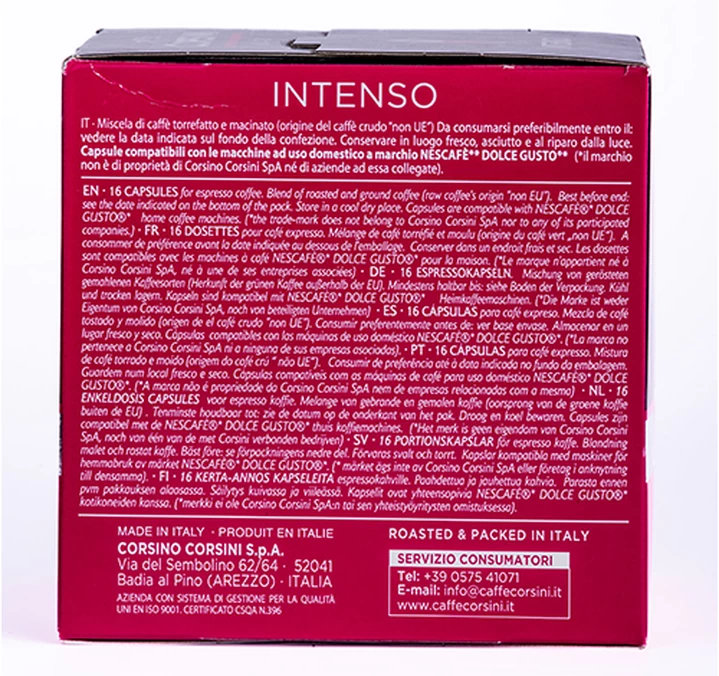 INTENSO
IT · Miscela di caffè torrefatto e macinato (origine del caffè crudo "non UE") Da consumarsi preferibilmente entro il:
vedere la data indicata sul fondo della confezione. Conservare in luogo fresco, asciutto e al riparo dalla luce.
Capsule compatibili con le macchine ad uso domestico a marchio NESCAFÈ** DOLCE GUSTO** (*il marchio
non è di proprietà di Corsino Corsini SpA né di aziende ad essa collegate).
EN · 16 CAPSULES for espresso coffee. Blend of roasted and ground coffee (raw coffee's origin "non EU"). Best before end:
see the date indicated on the bottom of the pack. Store in a cool dry place. Capsules are compatible with NESCAFÉ®* DOLCE
GUSTO®* home coffee machines. (*the trade-mark does not belong to Corsino Corsini SpA nor to any of its participated
companies.) · FR · 16 DOSETTES pour café expresso. Mélange de café torréfié et moulu (origine du café vert „non UE"). A
consommer de préférence avant la date indiquée au dessous de l'emballage. Conserver dans un endroit frais et sec. Les dosettes
sont compatibles avec les machines à café NESCAFÉ®* DOLCE GUSTO®* pour la maison. (*Le marque n'appartient né à
Corsino Corsini SpA, né à une de ses entreprises associées) · DE · 16 ESPRESSOKAPSELN. Mischung von gerösteten
gemahlenen Kaffeesorten (Herkunft der grünen Kaffee außerhalb der EU). Mindestens haltbar bis: siehe Boden der Verpackung. Kühl
und trocken lagern. Kapseln sind kompatibel mit NESCAFÉ®* DOLCE GUSTO®* Heimkaffeemaschinen. (*Die Marke ist weder
Eigentum von Corsino Corsini SpA, noch von beteiligten Unternehmen) · ES · 16 CÁPSULAS para café expreso. Mezcla de café
tostado y molido (origen de el café crudo "non UE"). Consumir preferentemente antes de: ver base envase. Almacenar en un
lugar fresco y seco. Cápsulas compatibles con las máquinas de uso doméstico NESCAFÉ®* DOLCE GUSTO®*. (*La marca no
pertenece a Corsino Corsini SpA ni a ninguna de sus empresas asociadas). · PT · 16 CÁPSULAS para café expresso. Mistura
de café torrado e moído (origem do café crú " não UE"). Consumir de preferência até à data indicada no fundo da embalagem.
Guardem num local fresco e seco. Cápsulas compatíveis com as máquinas de café para uso doméstico NESCAFÉ®* DOLCE
GUSTO®*. (*A marca não é propriedade da Corsino Corsini SpA nem de empresas relacionadas com a mesma) · NL · 16
ENKELDOSIS CAPSULES voor espresso koffie. Melange van gebrande en gemalen koffie (oorsprong van de groene koffie
buiten de EU) . Tenminste houdbaar tot: zie de datum op de onderkant van het pak. Droog en koel bewaren. Capsules zijn
compatibel met de NESCAFÉ®* DOLCE GUSTO®* thuis koffiemachines. (*Het merk is geen eigendom van Corsino Corsini
SpA, noch van één van de met Corsini verbonden bedrijven) · SV · 16 PORTIONSKAPSLAR för espresso kaffe. Blandning
malet och rostat kaffe. Bäst före: se förpackningens nedre del. Förvaras svalt och torrt. Kapslar kompatibla med maskiner för
hemmabruk av märket NESCAFÉ®* DOLCE GUSTO®*. (* märket ägs inte av Corsino Corsini SpA eller företag i anknytning
till densamma). · FI · 16 KERTA-ANNOS KAPSELEITA espressokahville. Paahdettua ja jauhettua kahvia. Parasta ennen
pvm pakkauksen alaosassa. Säilytys kuivassa ja viileässä. Kapselit ovat yhteensopivia NESCAFÉ®* DOLCE GUSTO®*
kotikoneiden kanssa. (*merkki ei ole Corsino Corsini SpA:n tai sen yhteistyöyritysten omistuksessa).
MADE IN ITALY · PRODUIT EN ITALIE
CORSINO CORSINI S.p.A.
Via del Sembolino 62/64 · 52041
Badia al Pino (AREZZO) · ITALIA
AZIENDA CON SISTEMA DI GESTIONE PER LA QUALITÀ
UNI EN ISO 9001. CERTIFICATO CSQA N.396
ROASTED & PACKED IN ITALY
SERVIZIO CONSUMATORI
Tel: +39 0575 41071
E-mail: info@caffecorsini.it
www.caffecorsini.it